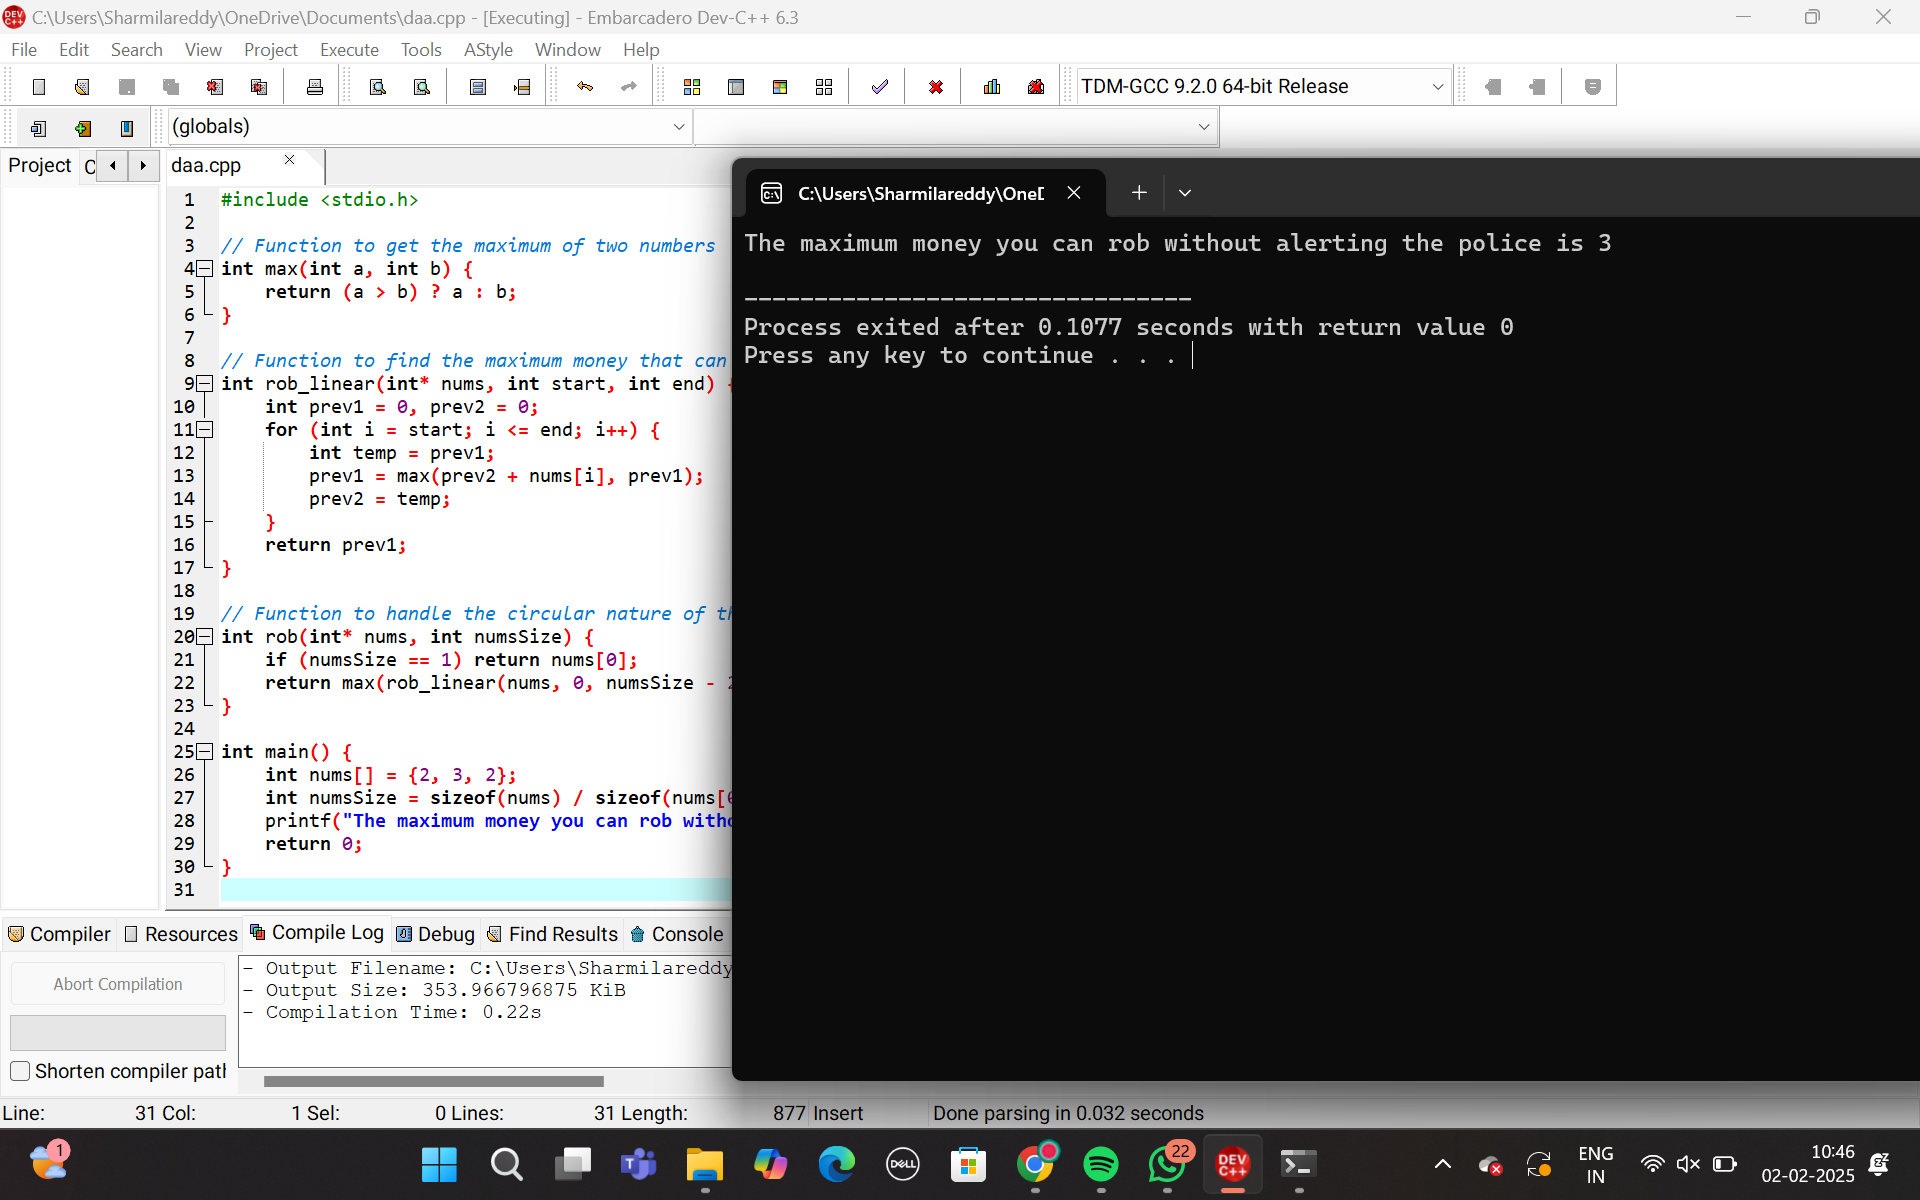 C:\Users\Sharmilareddy\OneDrive\Documents\daa.cpp - [Executing] - Embarcadero Dev-C++ 6.3
File Edit Search View Project Execute Tools AStyle Window Help
TDM-GCC 9.2.0 64-bit Release
(globals)
Project
daa.cpp
1 #include <stdio.h>
2
3 // Function to get the maximum of two numbers
4 int max(int a, int b) {
5 return (a > b) ? a : b;
6 }
7
8 // Function to find the maximum money that can
9 int rob_linear(int* nums, int start, int end) {
10 int prev1 = 0, prev2 = 0;
11 for (int i = start; i <= end; i++) {
12 int temp = prev1;
13 prev1 = max(prev2 + nums[i], prev1);
14 prev2 = temp;
15 }
16 return prev1;
17 }
18
19 // Function to handle the circular nature of
20 int rob(int* nums, int numsSize) {
21 if (numsSize == 1) return nums[0];
22 return max(rob_linear(nums, 0, numsSize -
23 }
24
25 int main() {
26 int nums[] = {2, 3, 2};
27 int numsSize = sizeof(nums) / sizeof(nums[
28 printf("The maximum money you can rob
29 return 0;
30 }
31
C:\Users\Sharmilareddy\One
The maximum money you can rob without alerting the police is 3
--------------------------------
Process exited after 0.1077 seconds with return value 0
Press any key to continue . . .
Compiler Resources Compile Log Debug Find Results Console
Abort Compilation
Shorten compiler
- Output Filename: C:\Users\Sharmilareddy
- Output Size: 353.966796875 KiB
- Compilation Time: 0.22s
Line: 31 Col: 1 Sel: 0 Lines: 31 Length: 877 Insert Done parsing in 0.032 seconds
1
DELL
22
DEV C++
ENG
IN
10:46
02-02-2025